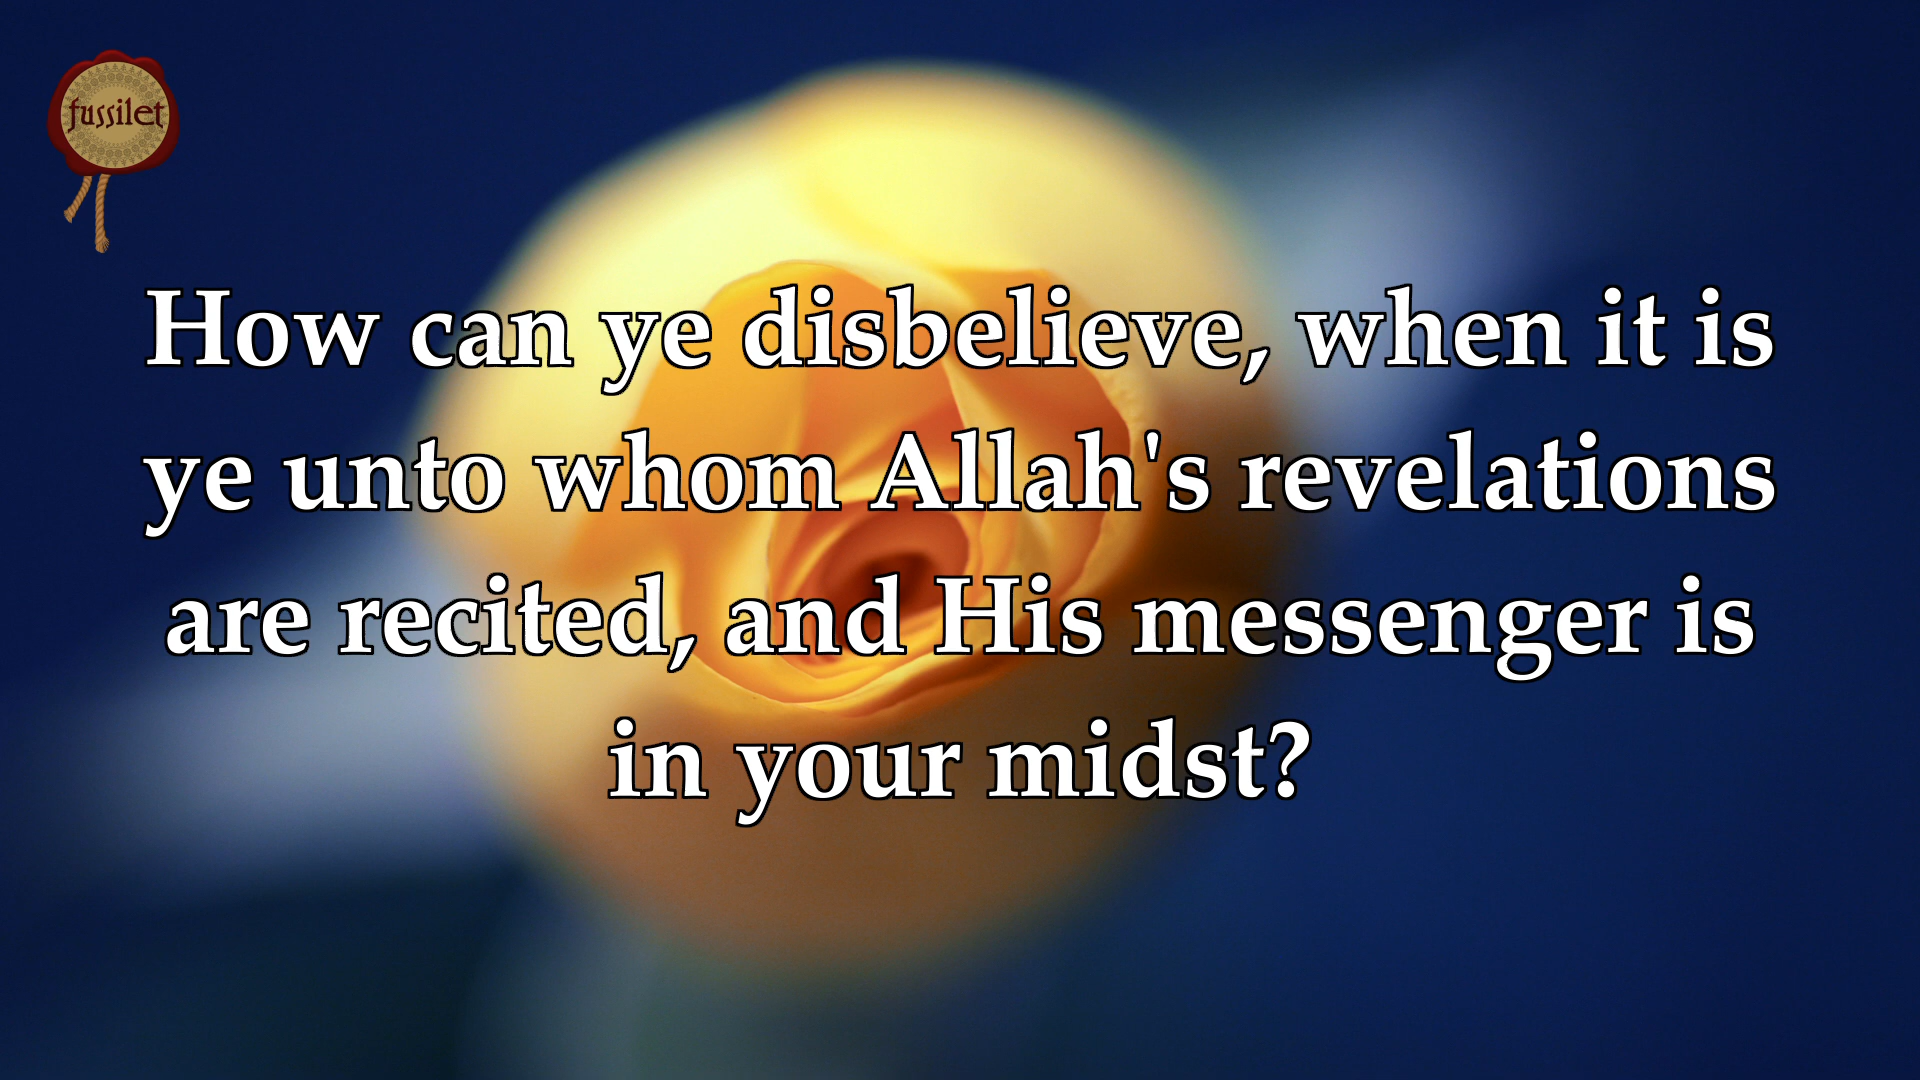 fussilet
How can ye disbelieve, when it is
ye unto whom Allah's revelations
are recited, and His messenger is
in your midst?